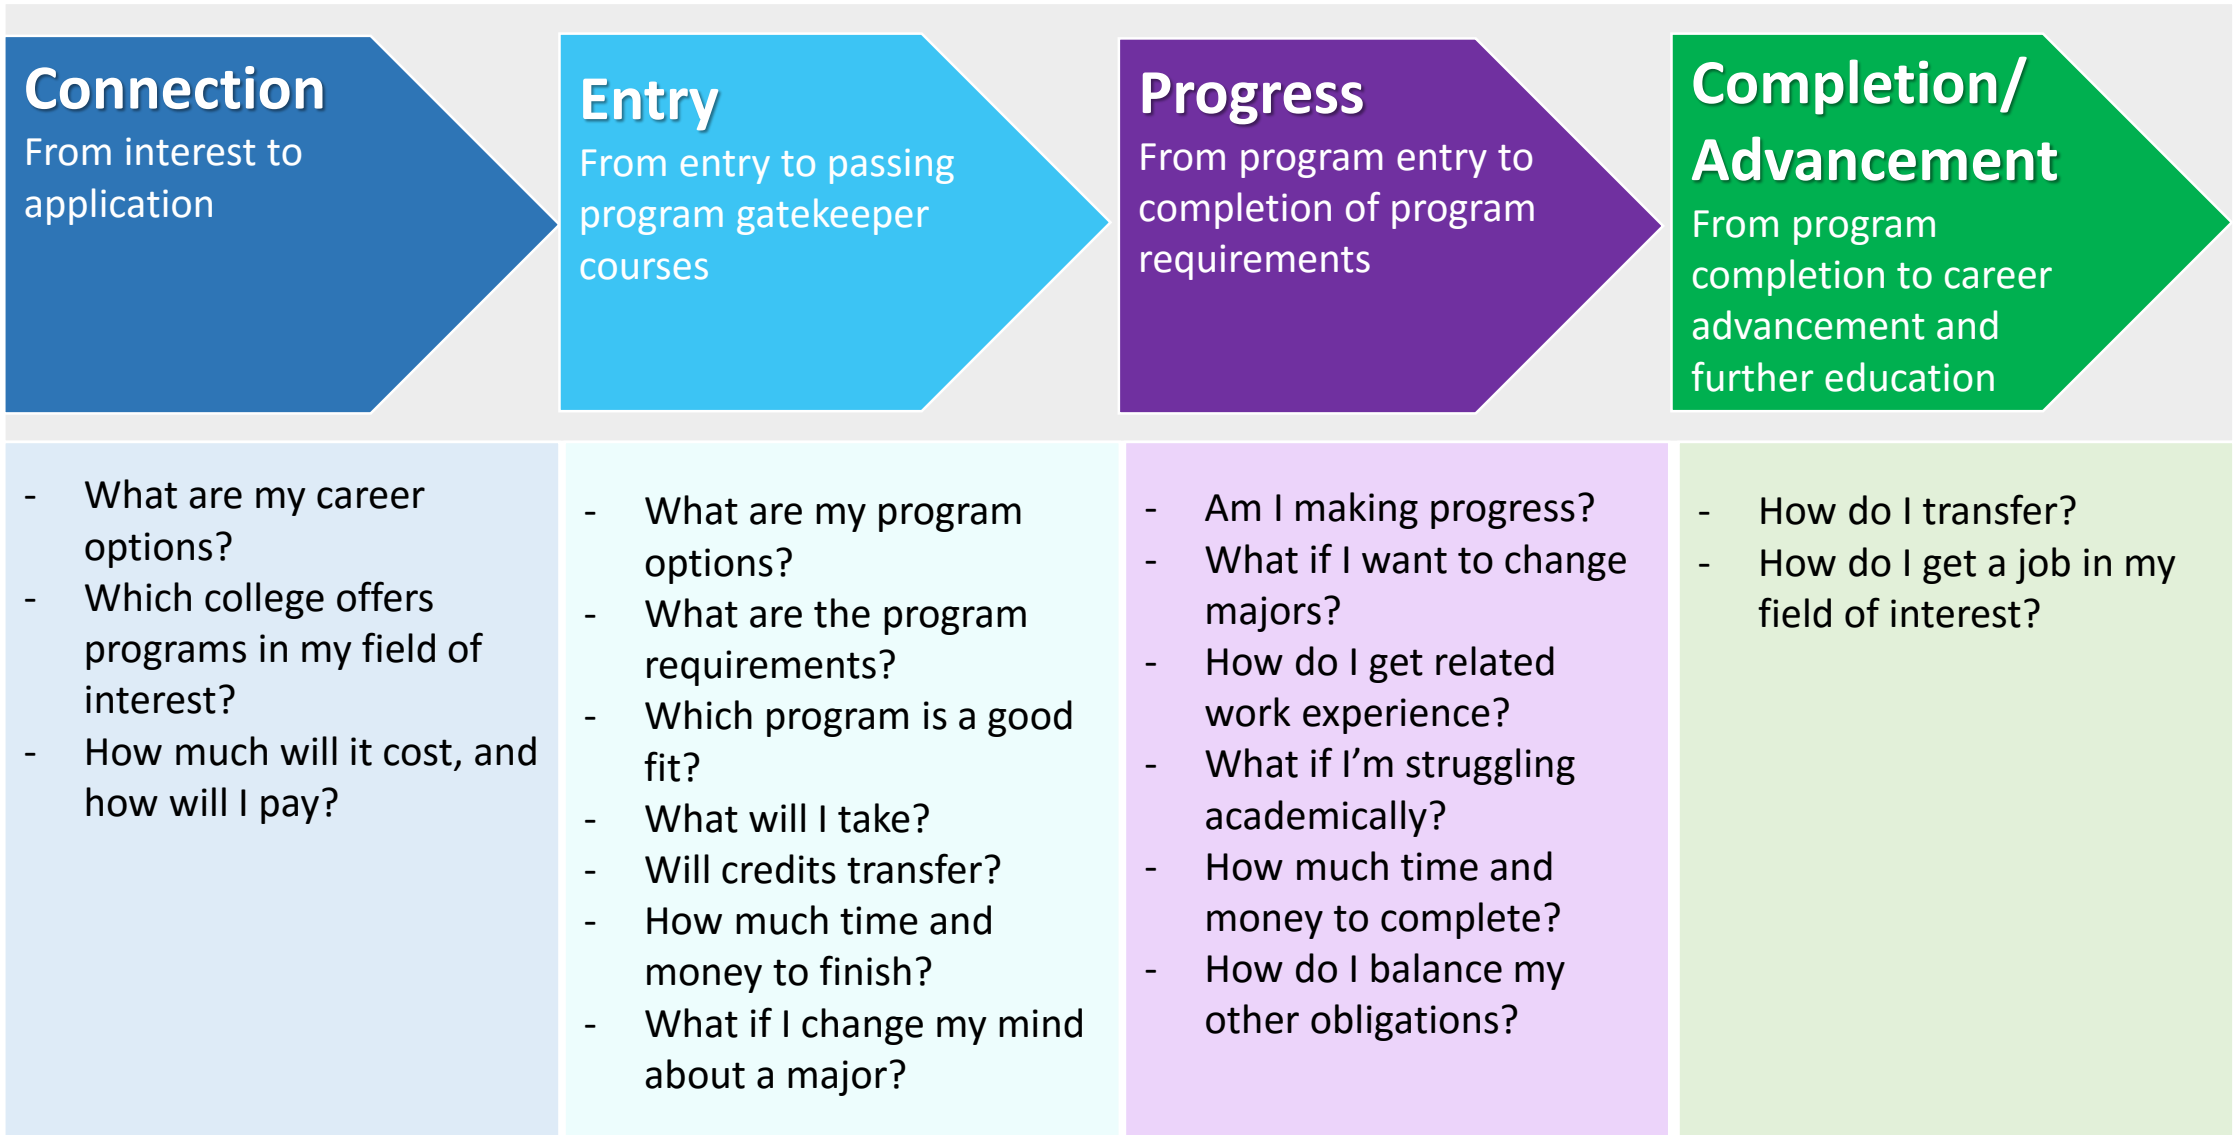 Connection
From interest to
application
Entry
From entry to passing
program gatekeeper
courses
Progress
From program entry to
completion of program
requirements
Completion/
Advancement
From program
completion to career
advancement and
further education
- What are my career
options?
- Which college offers
programs in my field of
interest?
- How much will it cost, and
how will I pay?
- What are my program
options?
- What are the program
requirements?
- Which program is a good
fit?
- What will I take?
- Will credits transfer?
- How much time and
money to finish?
- What if I change my mind
about a major?
- Am I making progress?
- What if I want to change
majors?
- How do I get related
work experience?
- What if I’m struggling
academically?
- How much time and
money to complete?
- How do I balance my
other obligations?
- How do I transfer?
- How do I get a job in my
field of interest?